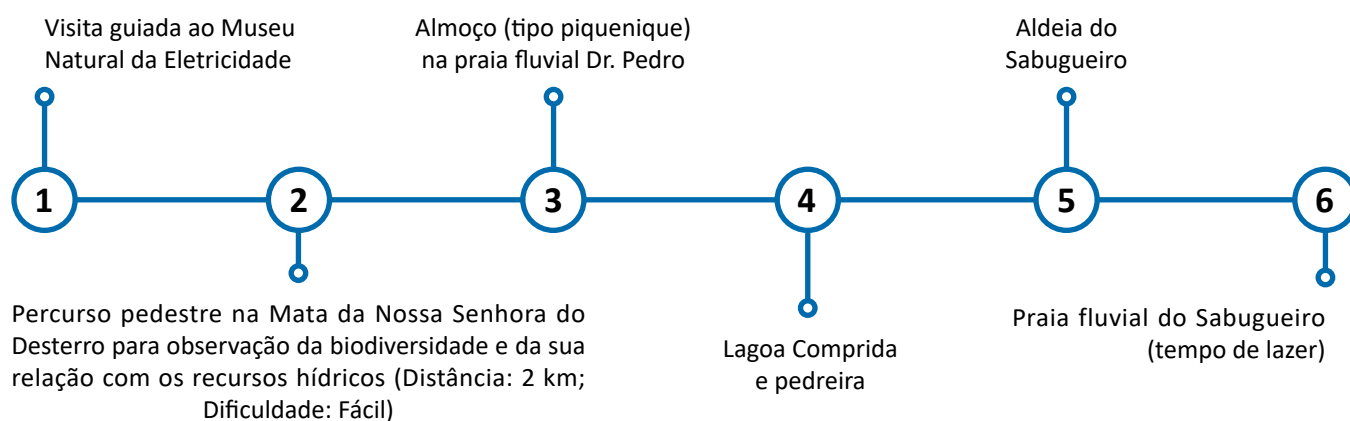 Visita guiada ao Museu
Natural da Eletricidade
Almoço (tipo piquenique)
na praia fluvial Dr. Pedro
Aldeia do
Sabugueiro
1
2
3
4
5
6
Percurso pedestre na Mata da Nossa Senhora do
Desterro para observação da biodiversidade e da sua
relação com os recursos hídricos (Distância: 2 km;
Dificuldade: Fácil)
Lagoa Comprida
e pedreira
Praia fluvial do Sabugueiro
(tempo de lazer)